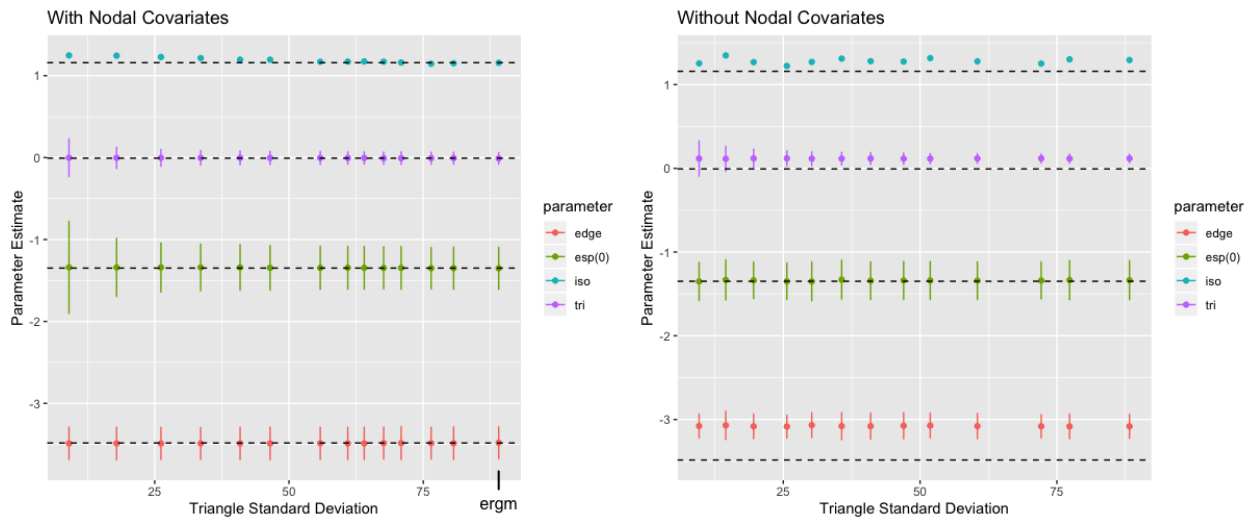 With Nodal Covariates
Parameter Estimate
1
0
-1
-2
-3
25
50
75
ergm
Triangle Standard Deviation
parameter
edge
esp(0)
iso
tri
Without Nodal Covariates
Parameter Estimate
1
0
-1
-2
-3
25
50
75
Triangle Standard Deviation
parameter
edge
esp(0)
iso
tri